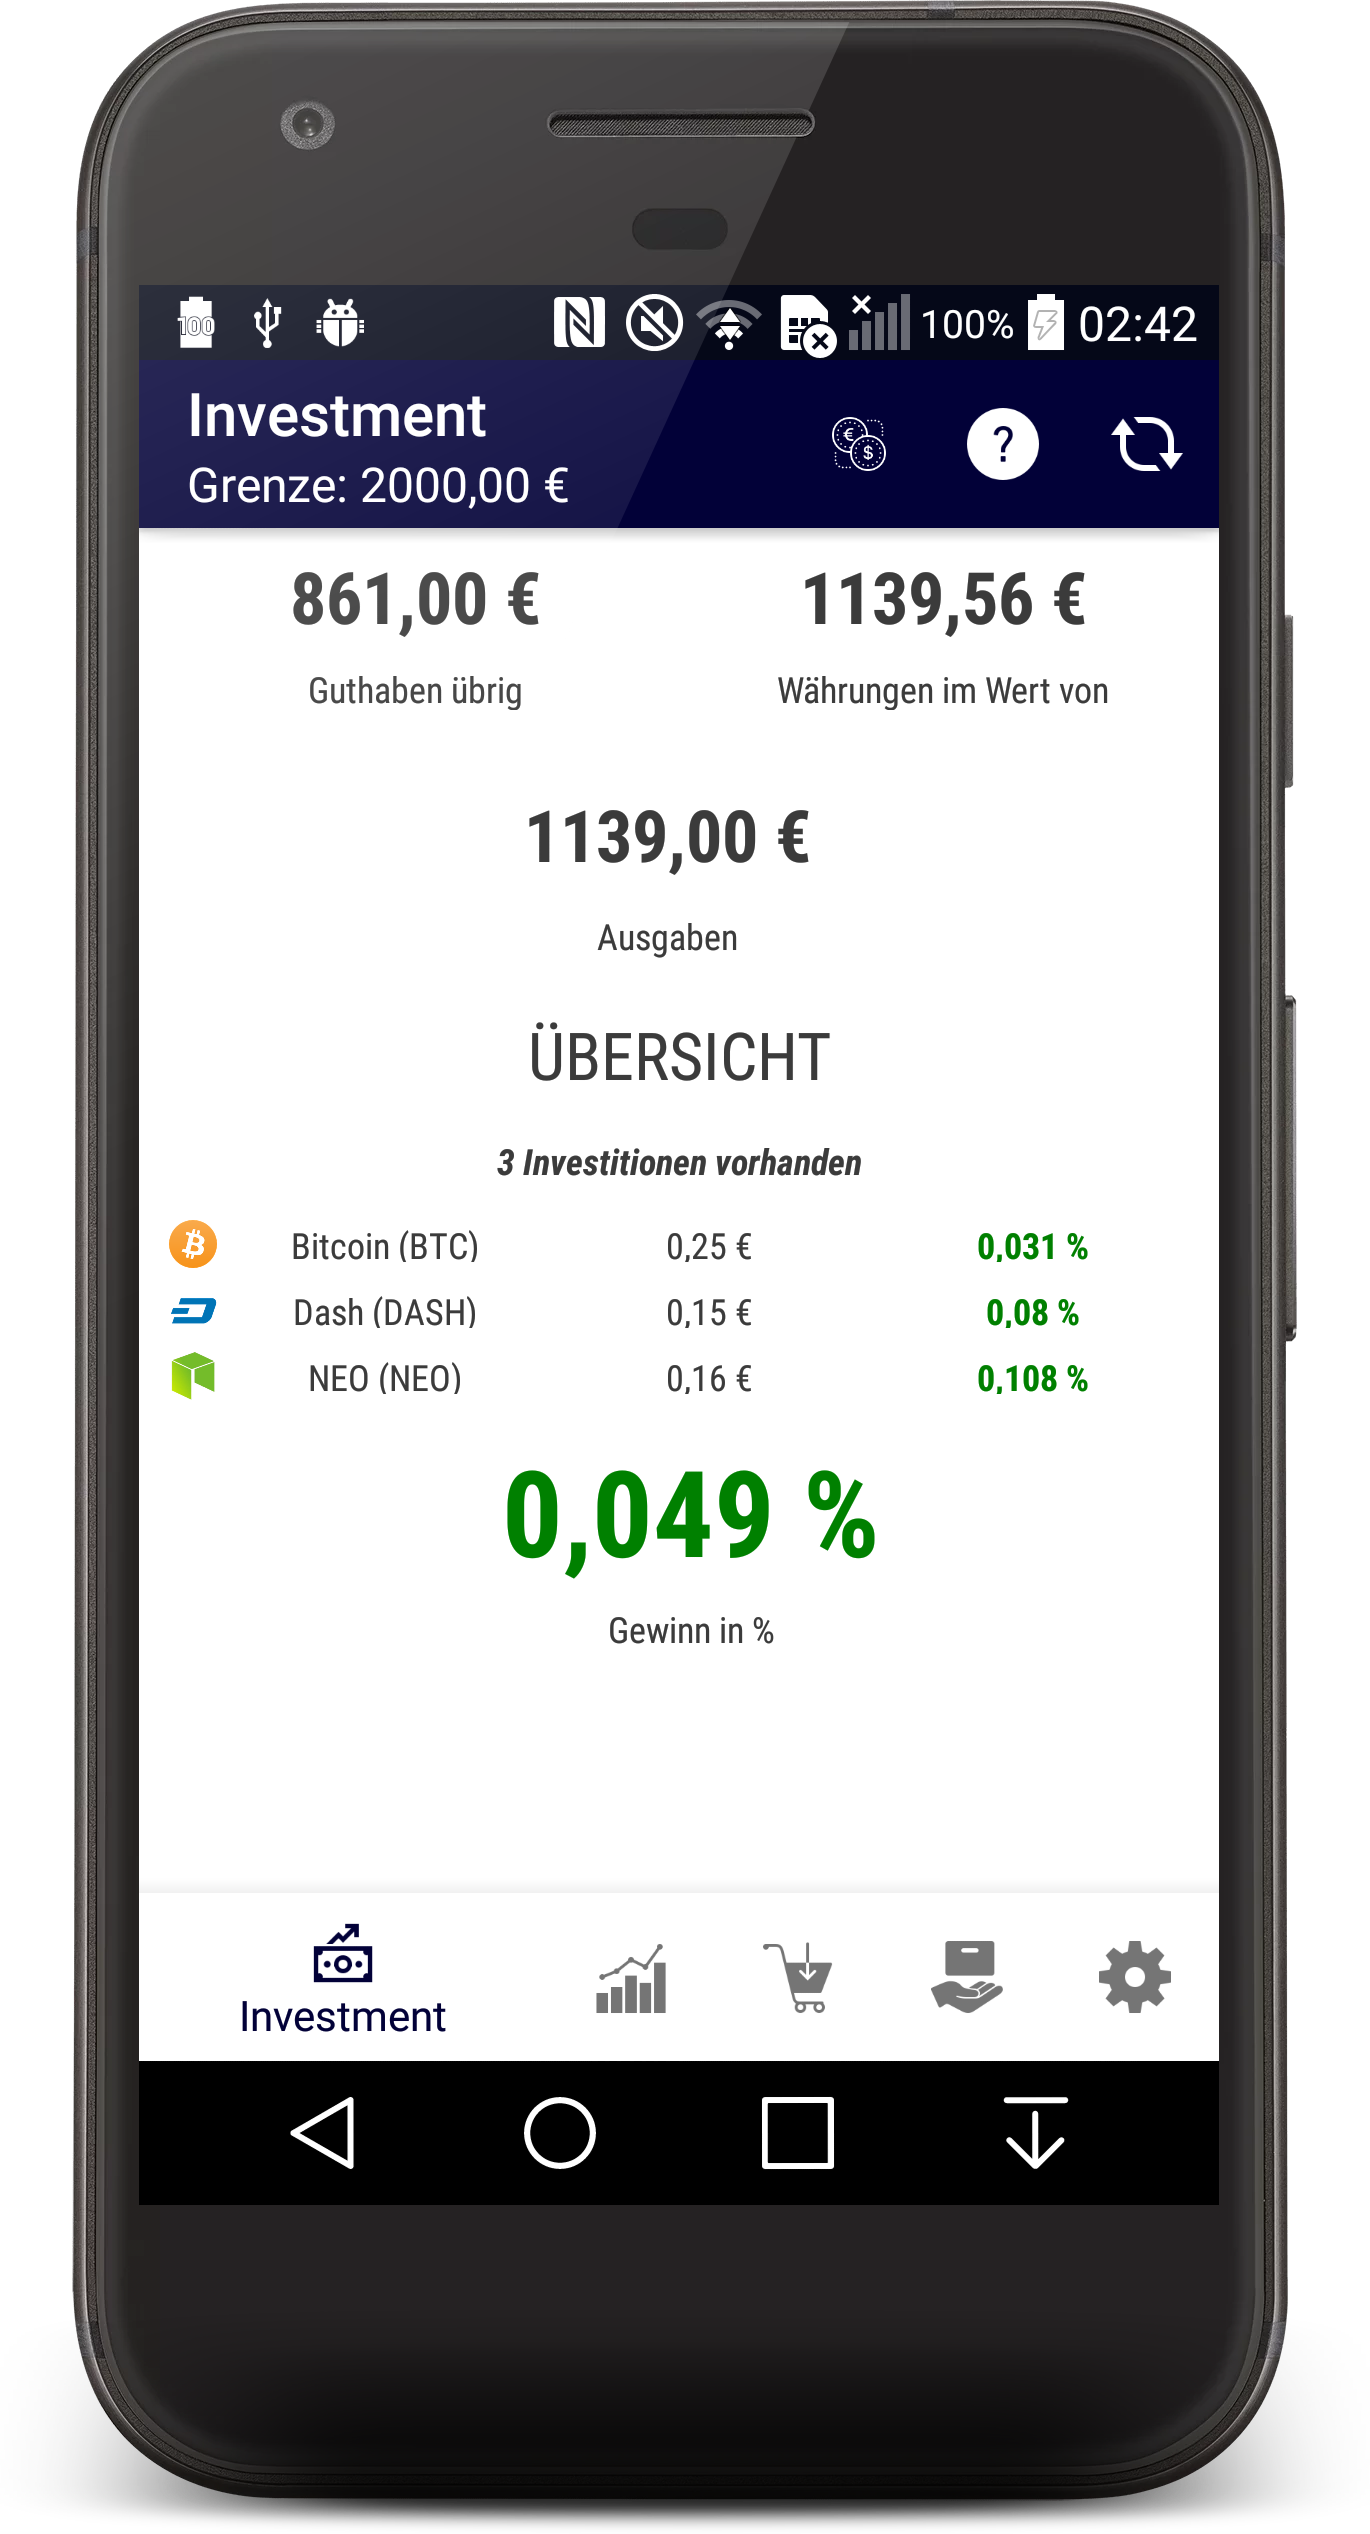 100
100%
02:42
Investment
Grenze: 2000,00 €
€
$
?
861,00 €
1139,56 €
Guthaben übrig
Währungen im Wert von
1139,00 €
Ausgaben
ÜBERSICHT
3 Investitionen vorhanden
Bitcoin (BTC) 0,25 € 0,031 %
Dash (DASH) 0,15 € 0,08 %
NEO (NEO) 0,16 € 0,108 %
0,049 %
Gewinn in %
Investment